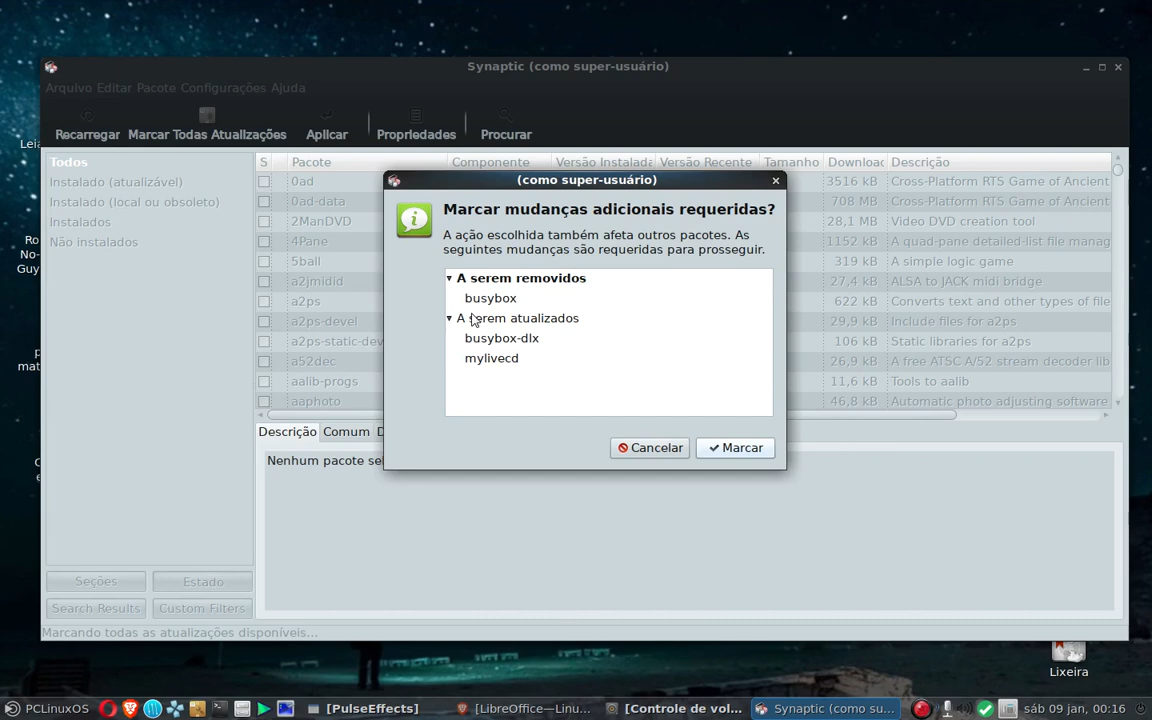 Synaptic (como super-usuário)
Arquivo Editar Pacote Configurações Ajuda
Recarregar Marcar Todas Atualizações Aplicar Propriedades Procurar
Leia
Todos
Instalado (atualizável)
Instalado (local ou obsoleto)
Instalados
Não instalados
Ro
No-
Guy
mat
S Pacote Componente Versão Instalada Versão Recente Tamanho Download Descrição
0ad 3516 kB Cross-Platform RTS Game of Ancient
0ad-data 708 MB Cross-Platform RTS Game of Ancient
2ManDVD 28,1 MB Video DVD creation tool
4Pane 1152 kB A quad-pane detailed-list file manag
5ball 319 kB A simple logic game
a2jmidid 27,4 kB ALSA to JACK midi bridge
a2ps 622 kB Converts text and other types of file
a2ps-devel 29,9 kB Include files for a2ps
a2ps-static-dev 106 kB Static libraries for a2ps
a52dec 26,9 kB A free ATSC A/52 stream decoder lib
aalib-progs 11,6 kB Tools to aalib
aaphoto 46,8 kB Automatic photo adjusting software
(como super-usuário)
Marcar mudanças adicionais requeridas?
A ação escolhida também afeta outros pacotes. As
seguintes mudanças são requeridas para prosseguir.
A serem removidos
busybox
A serem atualizados
busybox-dlx
mylivecd
Cancelar Marcar
Descrição Comum D
Nenhum pacote sel
Seções Estado
Search Results Custom Filters
Marcando todas as atualizações disponíveis...
Lixeira
PCLinuxOS [PulseEffects] [LibreOffice—Linu... [Controle de vol... Synaptic (como su... sáb 09 jan, 00:16